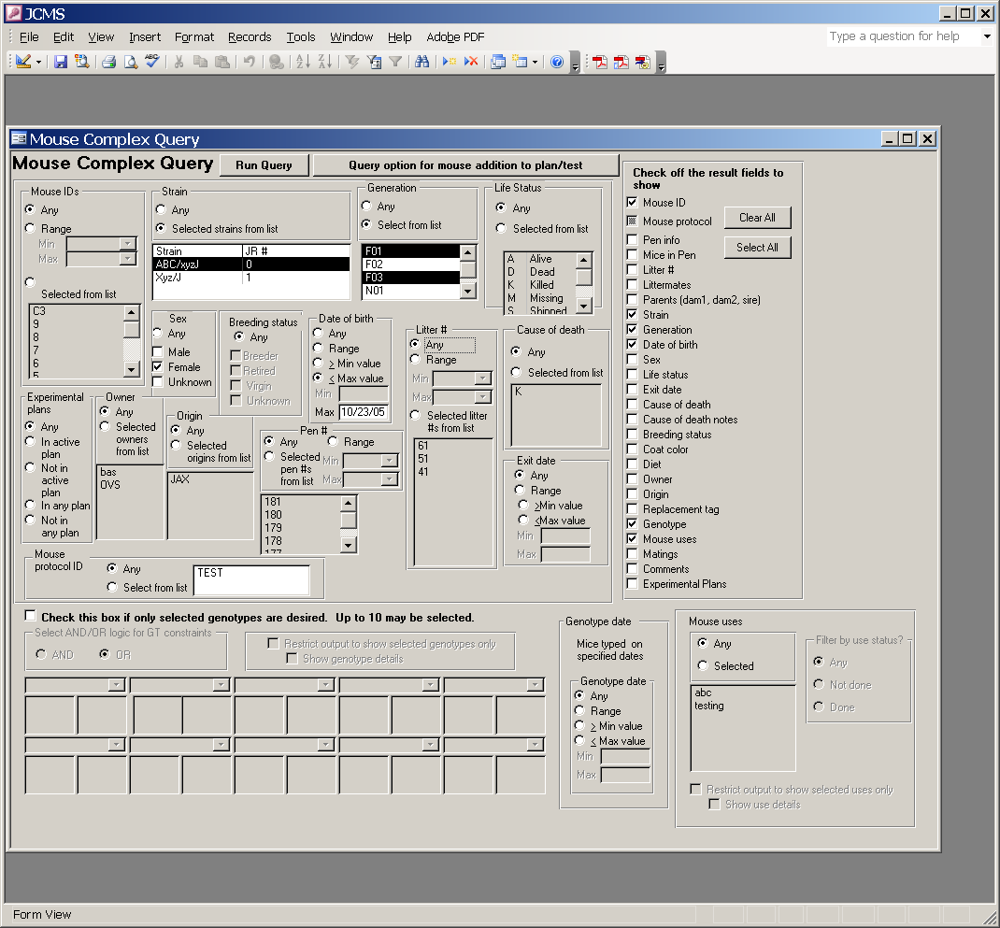 JCMS
File Edit View Insert Format Records Tools Window Help Adobe PDF
Type a question for help
Mouse Complex Query
Mouse Complex Query
Run Query
Query option for mouse addition to plan/test
Mouse IDs
Any
Range
Min
Max
Selected from list
C3
9
8
7
6
5
Strain
Any
Selected strains from list
Strain JR #
ABC/xyzJ 0
Xyz/J 1
Generation
Any
Select from list
F01
F02
F03
N01
Life Status
Any
Selected from list
A Alive
D Dead
K Killed
M Missing
S Shipped
Sex
Any
Male
Female
Unknown
Breeding status
Any
Breeder
Retired
Virgin
Unknown
Date of birth
Any
Range
> Min value
< Max value
Min
Max 10/23/05
Litter #
Any
Range
Min
Max
Selected litter
#s from list
61
51
41
Cause of death
Any
Selected from list
K
Experimental
plans
Any
In active
plan
Not in
active
plan
In any plan
Not in
any plan
Owner
Any
Selected
owners
from list
bas
OVS
Origin
Any
Selected
origins from list
JAX
Pen #
Any Range
Selected
pen #s
from list
Min
Max
181
180
179
178
177
Exit date
Any
Range
>Min value
<Max value
Min
Max
Mouse
protocol ID
Any
Select from list
TEST
Check off the result fields to
show
Clear All
Select All
Mouse ID
Mouse protocol
Pen info
Mice in Pen
Litter #
Littermates
Parents (dam1, dam2, sire)
Strain
Generation
Date of birth
Sex
Life status
Exit date
Cause of death
Cause of death notes
Breeding status
Coat color
Diet
Owner
Origin
Replacement tag
Genotype
Mouse uses
Matings
Comments
Experimental Plans
Check this box if only selected genotypes are desired. Up to 10 may be selected.
Select AND/OR logic for GT constraints
AND OR
Restrict output to show selected genotypes only
Show genotype details
Genotype date
Mice typed on
specified dates
Genotype date
Any
Range
> Min value
< Max value
Min
Max
Mouse uses
Any
Selected
abc
testing
Filter by use status?
Any
Not done
Done
Restrict output to show selected uses only
Show use details
Form View